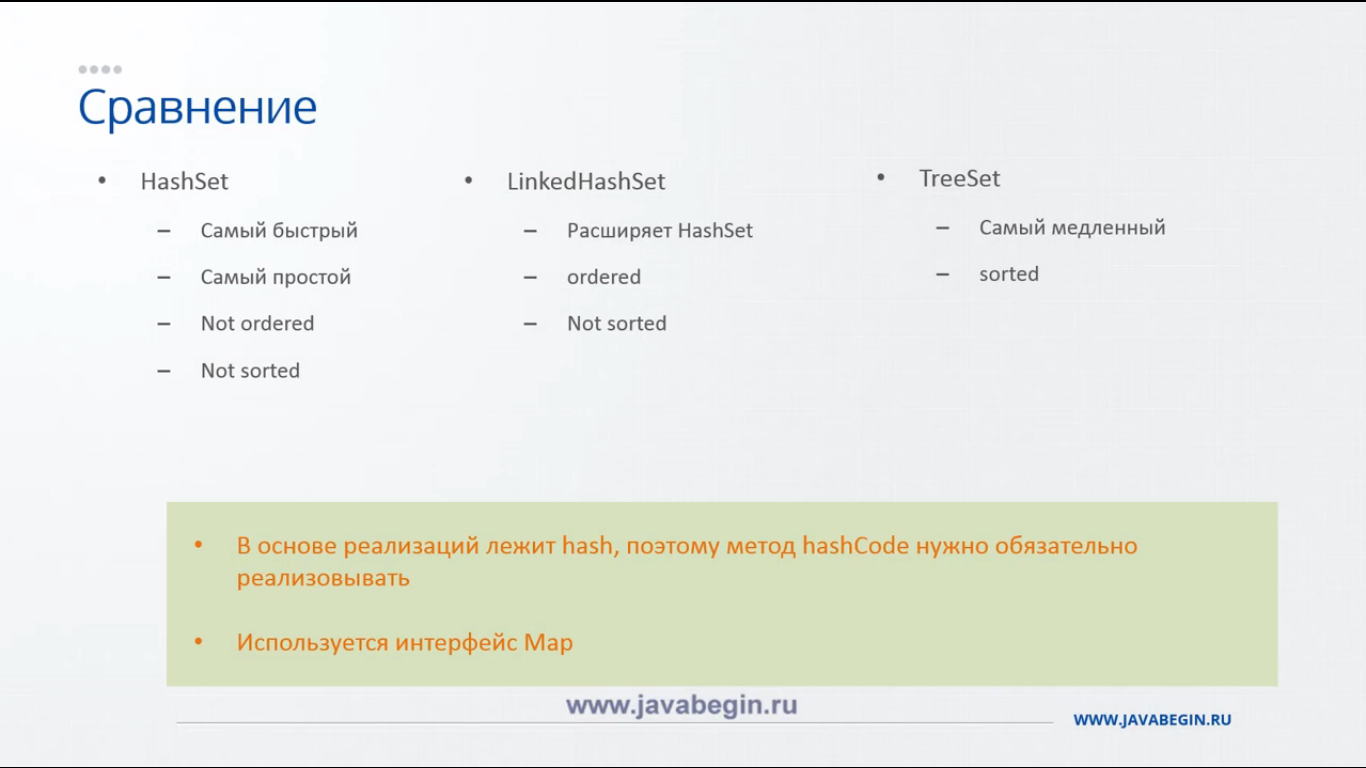 Сравнение
• HashSet
– Самый быстрый
– Самый простой
– Not ordered
– Not sorted
• LinkedHashSet
– Расширяет HashSet
– ordered
– Not sorted
• TreeSet
– Самый медленный
– sorted
• В основе реализаций лежит hash, поэтому метод hashCode нужно обязательно
реализовывать
• Используется интерфейс Map
www.javabegin.ru
WWW.JAVABEGIN.RU